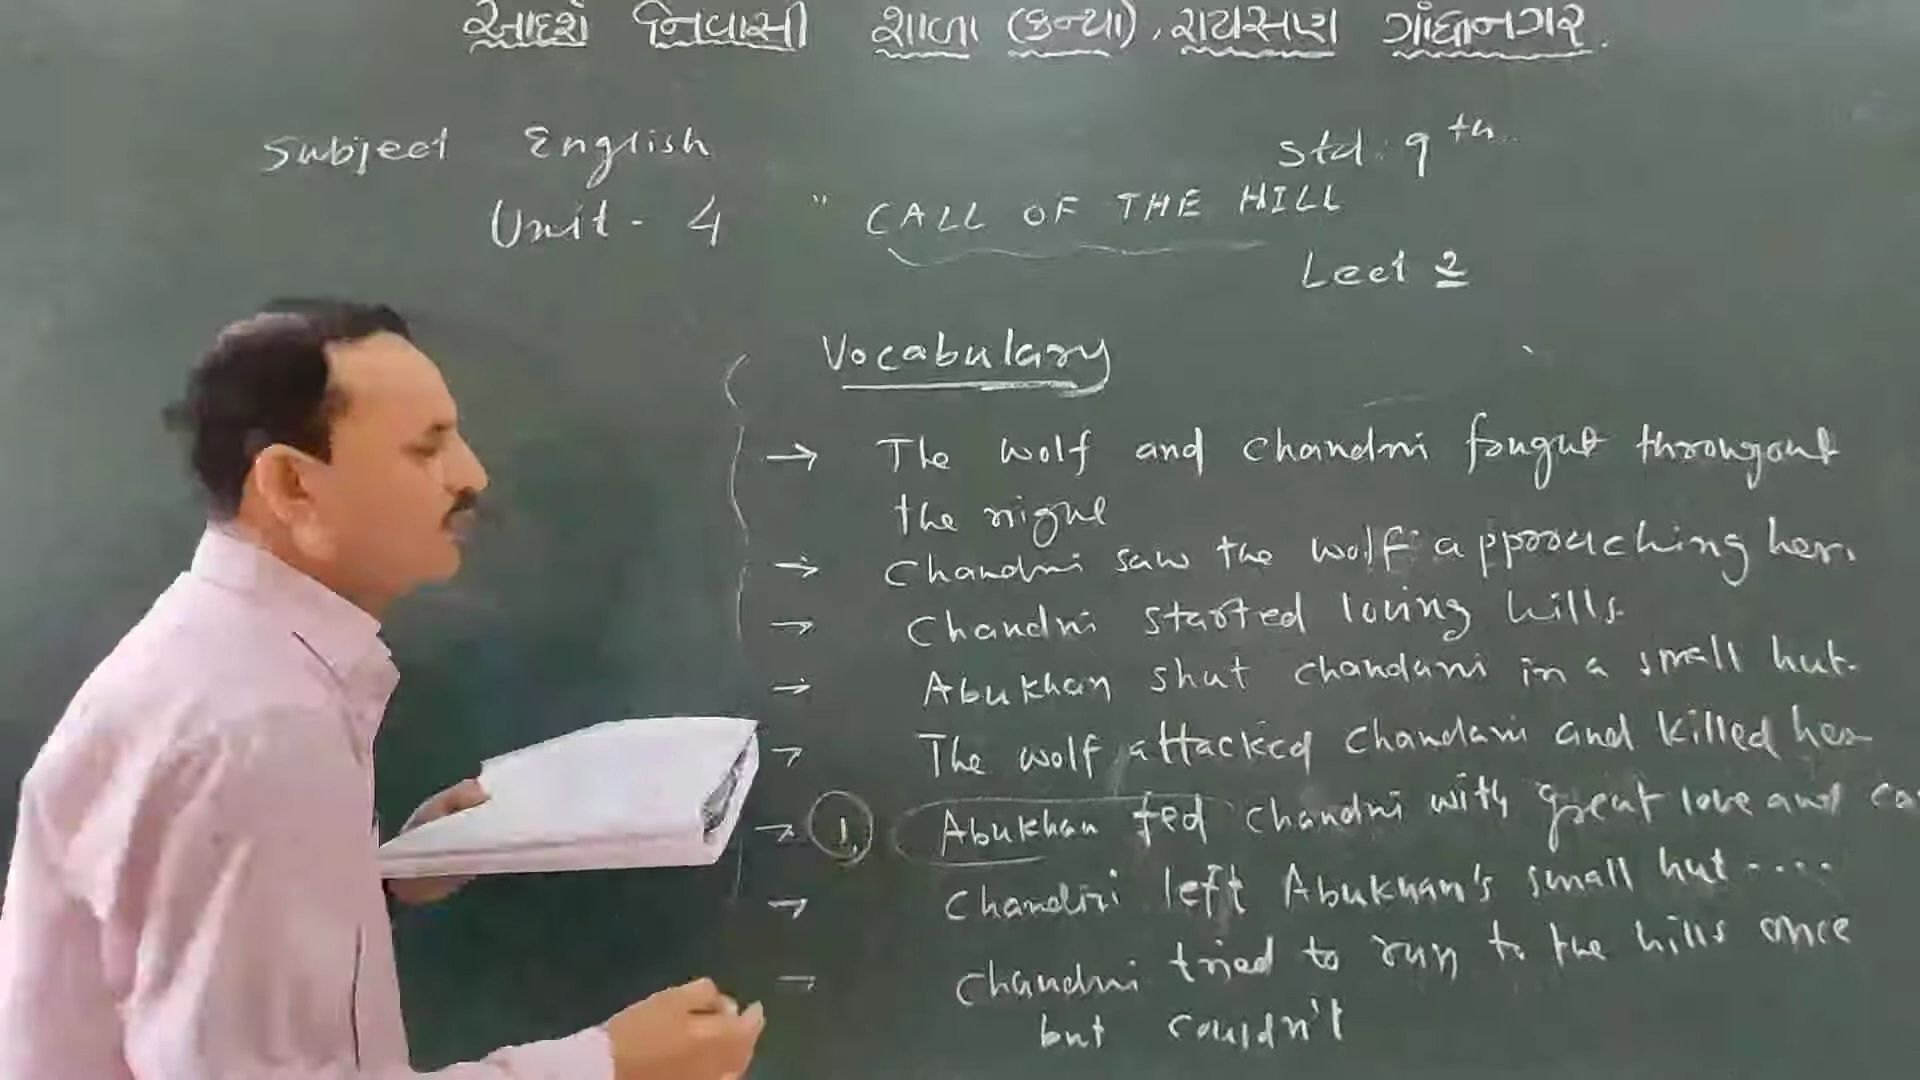 આદર્શ નિવાસી શાળા (કન્યા), રાયસણ ગાંધીનગર.
Subject English Std. 9th
Unit - 4 " CALL OF THE HILL
Lect 2
Vocabulary
→ The wolf and Chandni fought througout
the night
→ Chandni saw the wolf approaching her.
→ Chandni started loving hills.
→ Abukhan shut chandani in a small hut.
→ The wolf attacked Chandani and killed her
→ 1. Abukhan fed Chandni with great love and ca
→ Chandni left Abukhan's small hut ....
→ Chandni tried to run to the hills once
but couldn't